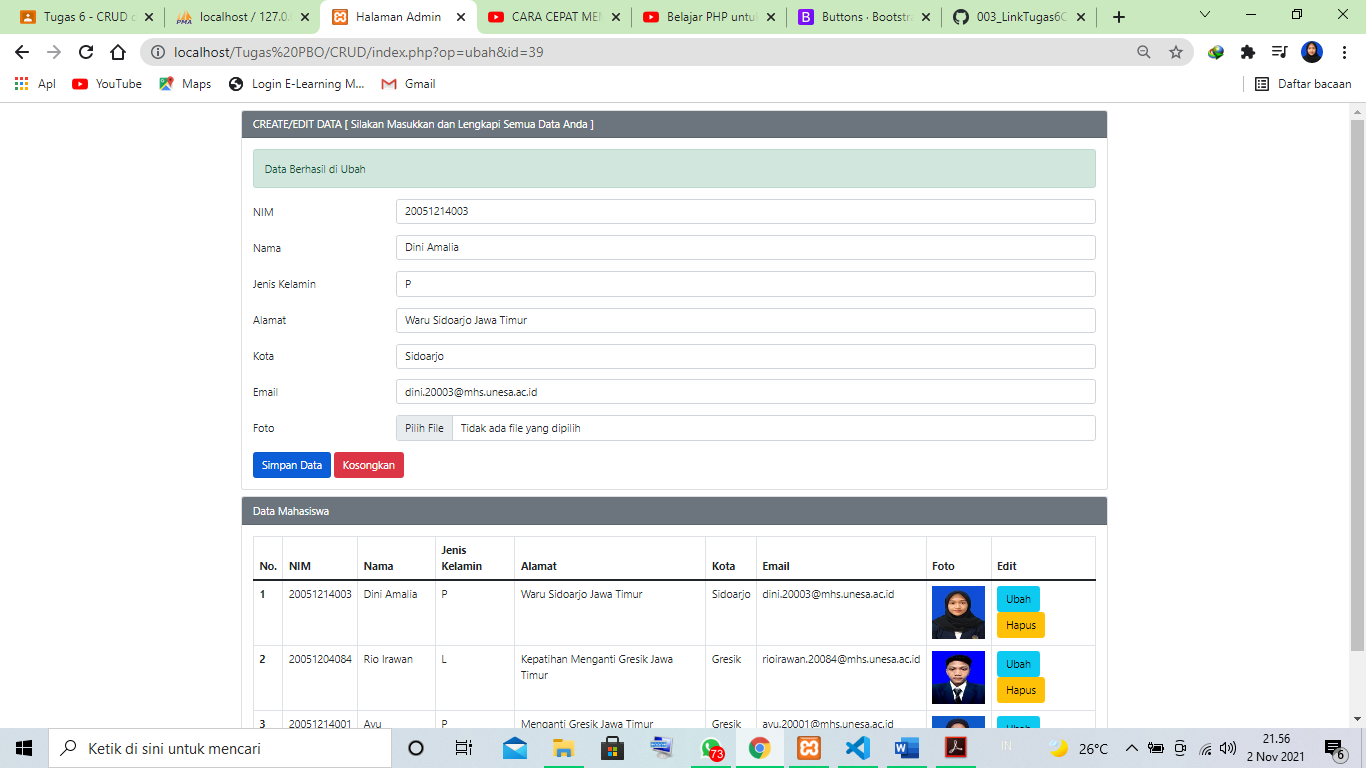 Tugas 6 - CRUD
localhost / 127.0.
Halaman Admin
CARA CEPAT ME
Belajar PHP untu
Buttons · Bootstr
003_LinkTugas6C
localhost/Tugas%20PBO/CRUD/index.php?op=ubah&id=39
Apl
YouTube
Maps
Login E-Learning M...
Gmail
Daftar bacaan
CREATE/EDIT DATA [ Silakan Masukkan dan Lengkapi Semua Data Anda ]
Data Berhasil di Ubah
NIM 20051214003
Nama Dini Amalia
Jenis Kelamin P
Alamat Waru Sidoarjo Jawa Timur
Kota Sidoarjo
Email dini.20003@mhs.unesa.ac.id
Foto Pilih File Tidak ada file yang dipilih
Simpan Data Kosongkan
Data Mahasiswa
No. NIM Nama Jenis Kelamin Alamat Kota Email Foto Edit
1 20051214003 Dini Amalia P Waru Sidoarjo Jawa Timur Sidoarjo dini.20003@mhs.unesa.ac.id Ubah
Hapus
2 20051204084 Rio Irawan L Kepatihan Menganti Gresik Jawa Timur Gresik rioirawan.20084@mhs.unesa.ac.id Ubah
Hapus
3 20051214001 Ayu P Menganti Gresik Jawa Timur Gresik ayu.20001@mhs.unesa.ac.id Ubah
Ketik di sini untuk mencari
73
IN
26°C
21.56
2 Nov 2021
6